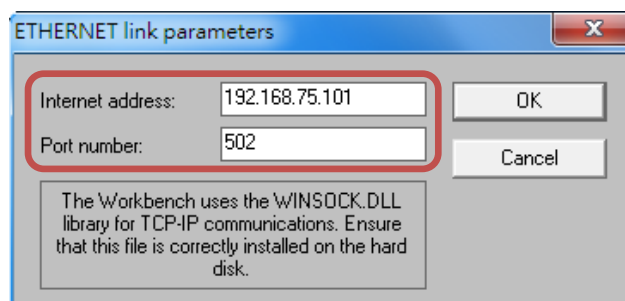 ETHERNET link parameters
Internet address: 192.168.75.101
OK
Port number: 502
Cancel
The Workbench uses the WINSOCK.DLL
library for TCP-IP communications. Ensure
that this file is correctly installed on the hard
disk.